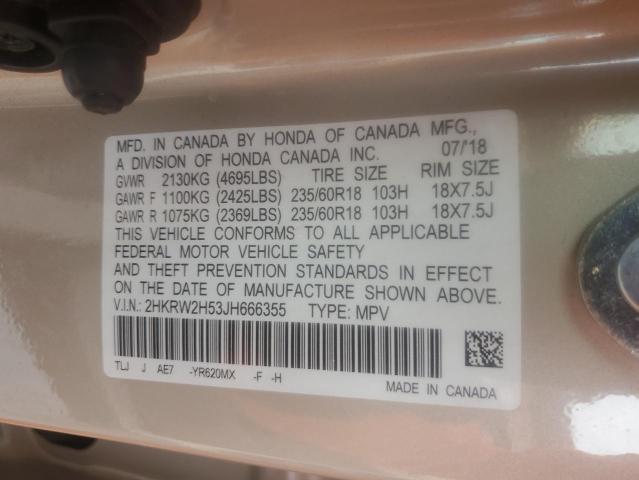 MFD. IN CANADA BY HONDA OF CANADA MFG.,
A DIVISION OF HONDA CANADA INC. 07/'18
GVWR 2130KG (4695LBS) TIRE SIZE RIM SIZE
GAWR F 1100KG (2425LBS) 235/60R18 103H 18X7.5J
GAWR R 1075KG (2369LBS) 235/60R18 103H 18X7.5J
THIS VEHICLE CONFORMS TO ALL APPLICABLE
FEDERAL MOTOR VEHICLE SAFETY
AND THEFT PREVENTION STANDARDS IN EFFECT
ON THE DATE OF MANUFACTURE SHOWN ABOVE.
V.I.N.: 2HKRW2H53JH666355 TYPE: MPV
TLJ J AE7 -YR620MX -F -H
MADE IN CANADA